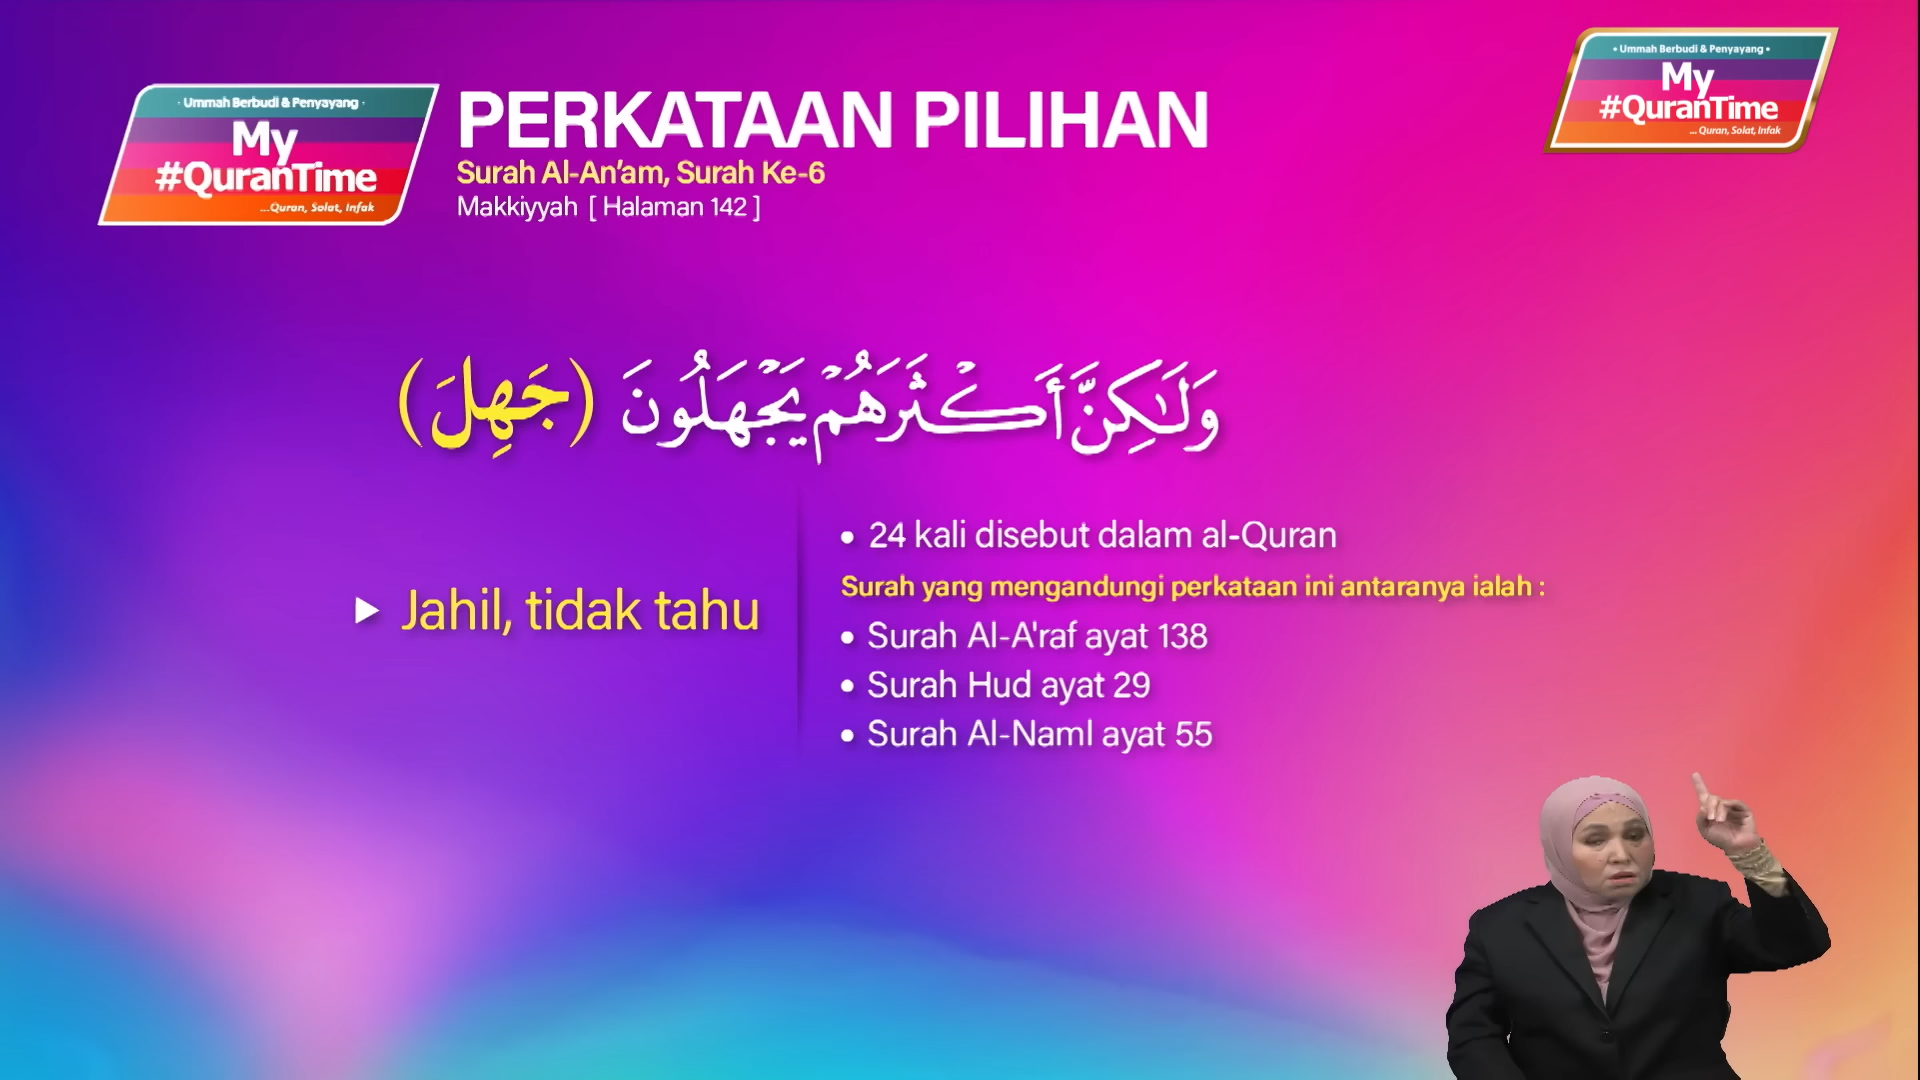 · Ummah Berbudi & Penyayang ·
My
#QuranTime
...Quran, Solat, Infak
PERKATAAN PILIHAN
Surah Al-An'am, Surah Ke-6
Makkiyyah [ Halaman 142 ]
• Ummah Berbudi & Penyayang •
My
#QuranTime
... Quran, Solat, Infak
وَلَٰكِنَّ أَكْثَرَهُمْ يَجْهَلُونَ (جَهِلَ)
▶ Jahil, tidak tahu
• 24 kali disebut dalam al-Quran
Surah yang mengandungi perkataan ini antaranya ialah :
• Surah Al-A'raf ayat 138
• Surah Hud ayat 29
• Surah Al-Naml ayat 55